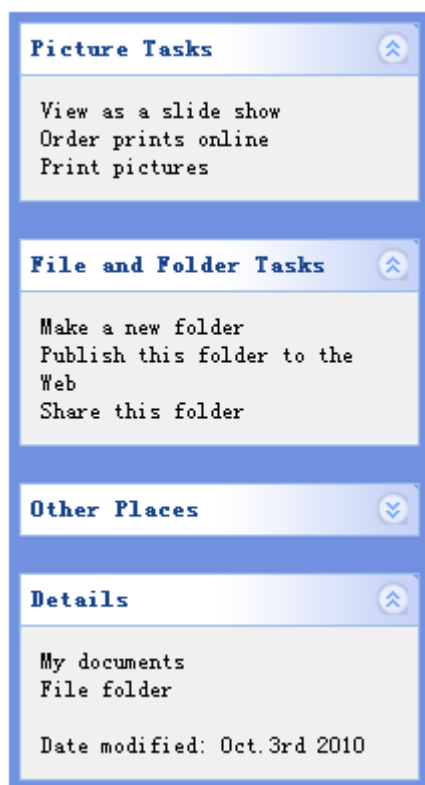 Picture Tasks
View as a slide show
Order prints online
Print pictures
File and Folder Tasks
Make a new folder
Publish this folder to the
Web
Share this folder
Other Places
Details
My documents
File folder
Date modified: Oct.3rd 2010